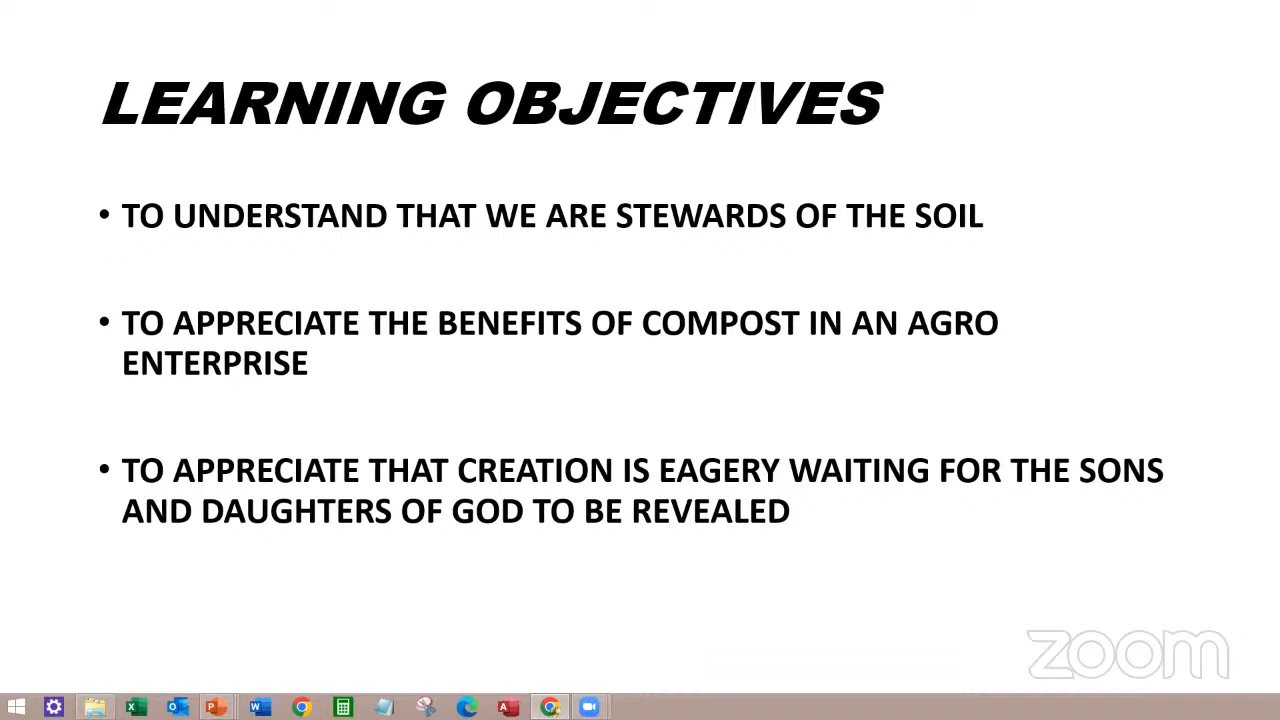 LEARNING OBJECTIVES
• TO UNDERSTAND THAT WE ARE STEWARDS OF THE SOIL
• TO APPRECIATE THE BENEFITS OF COMPOST IN AN AGRO
ENTERPRISE
• TO APPRECIATE THAT CREATION IS EAGERY WAITING FOR THE SONS
AND DAUGHTERS OF GOD TO BE REVEALED
zoom